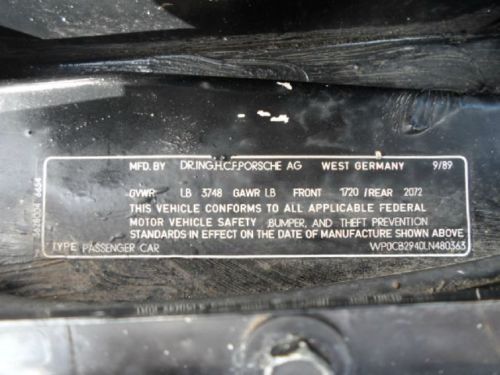 MFD. BY DR.ING.H.C.F.PORSCHE AG WEST GERMANY 9/89
GVWR: LB 3748 GAWR LB FRONT 1720 / REAR 2072
THIS VEHICLE CONFORMS TO ALL APPLICABLE FEDERAL
MOTOR VEHICLE SAFETY ,BUMPER, AND THEFT PREVENTION
STANDARDS IN EFFECT ON THE DATE OF MANUFACTURE SHOWN ABOVE
TYPE: PASSENGER CAR WP0CB2940LN480363